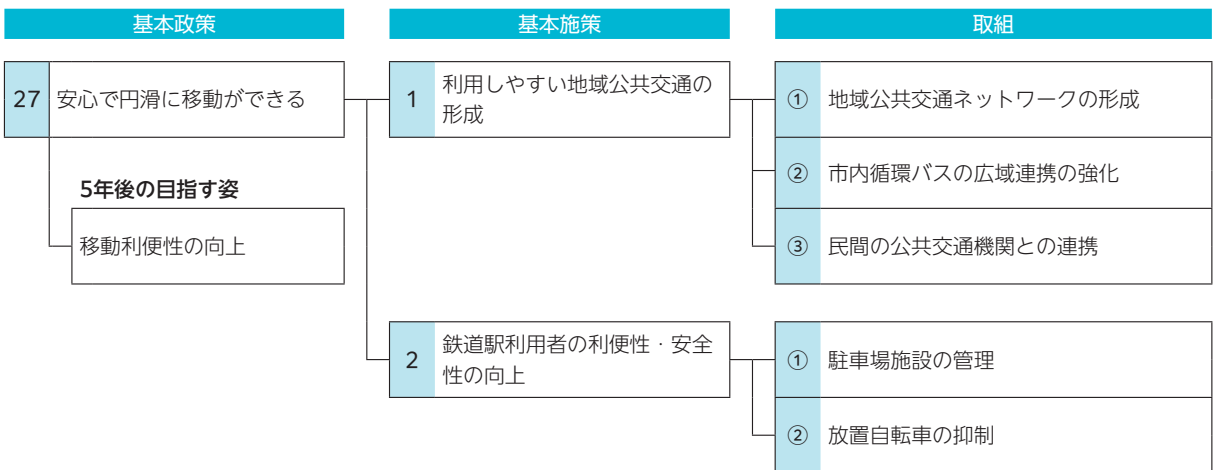 基本政策
基本施策
取組
27 安心で円滑に移動ができる
5年後の目指す姿
移動利便性の向上
1 利用しやすい地域公共交通の
形成
① 地域公共交通ネットワークの形成
② 市内循環バスの広域連携の強化
③ 民間の公共交通機関との連携
2 鉄道駅利用者の利便性・安全
性の向上
① 駐車場施設の管理
② 放置自転車の抑制